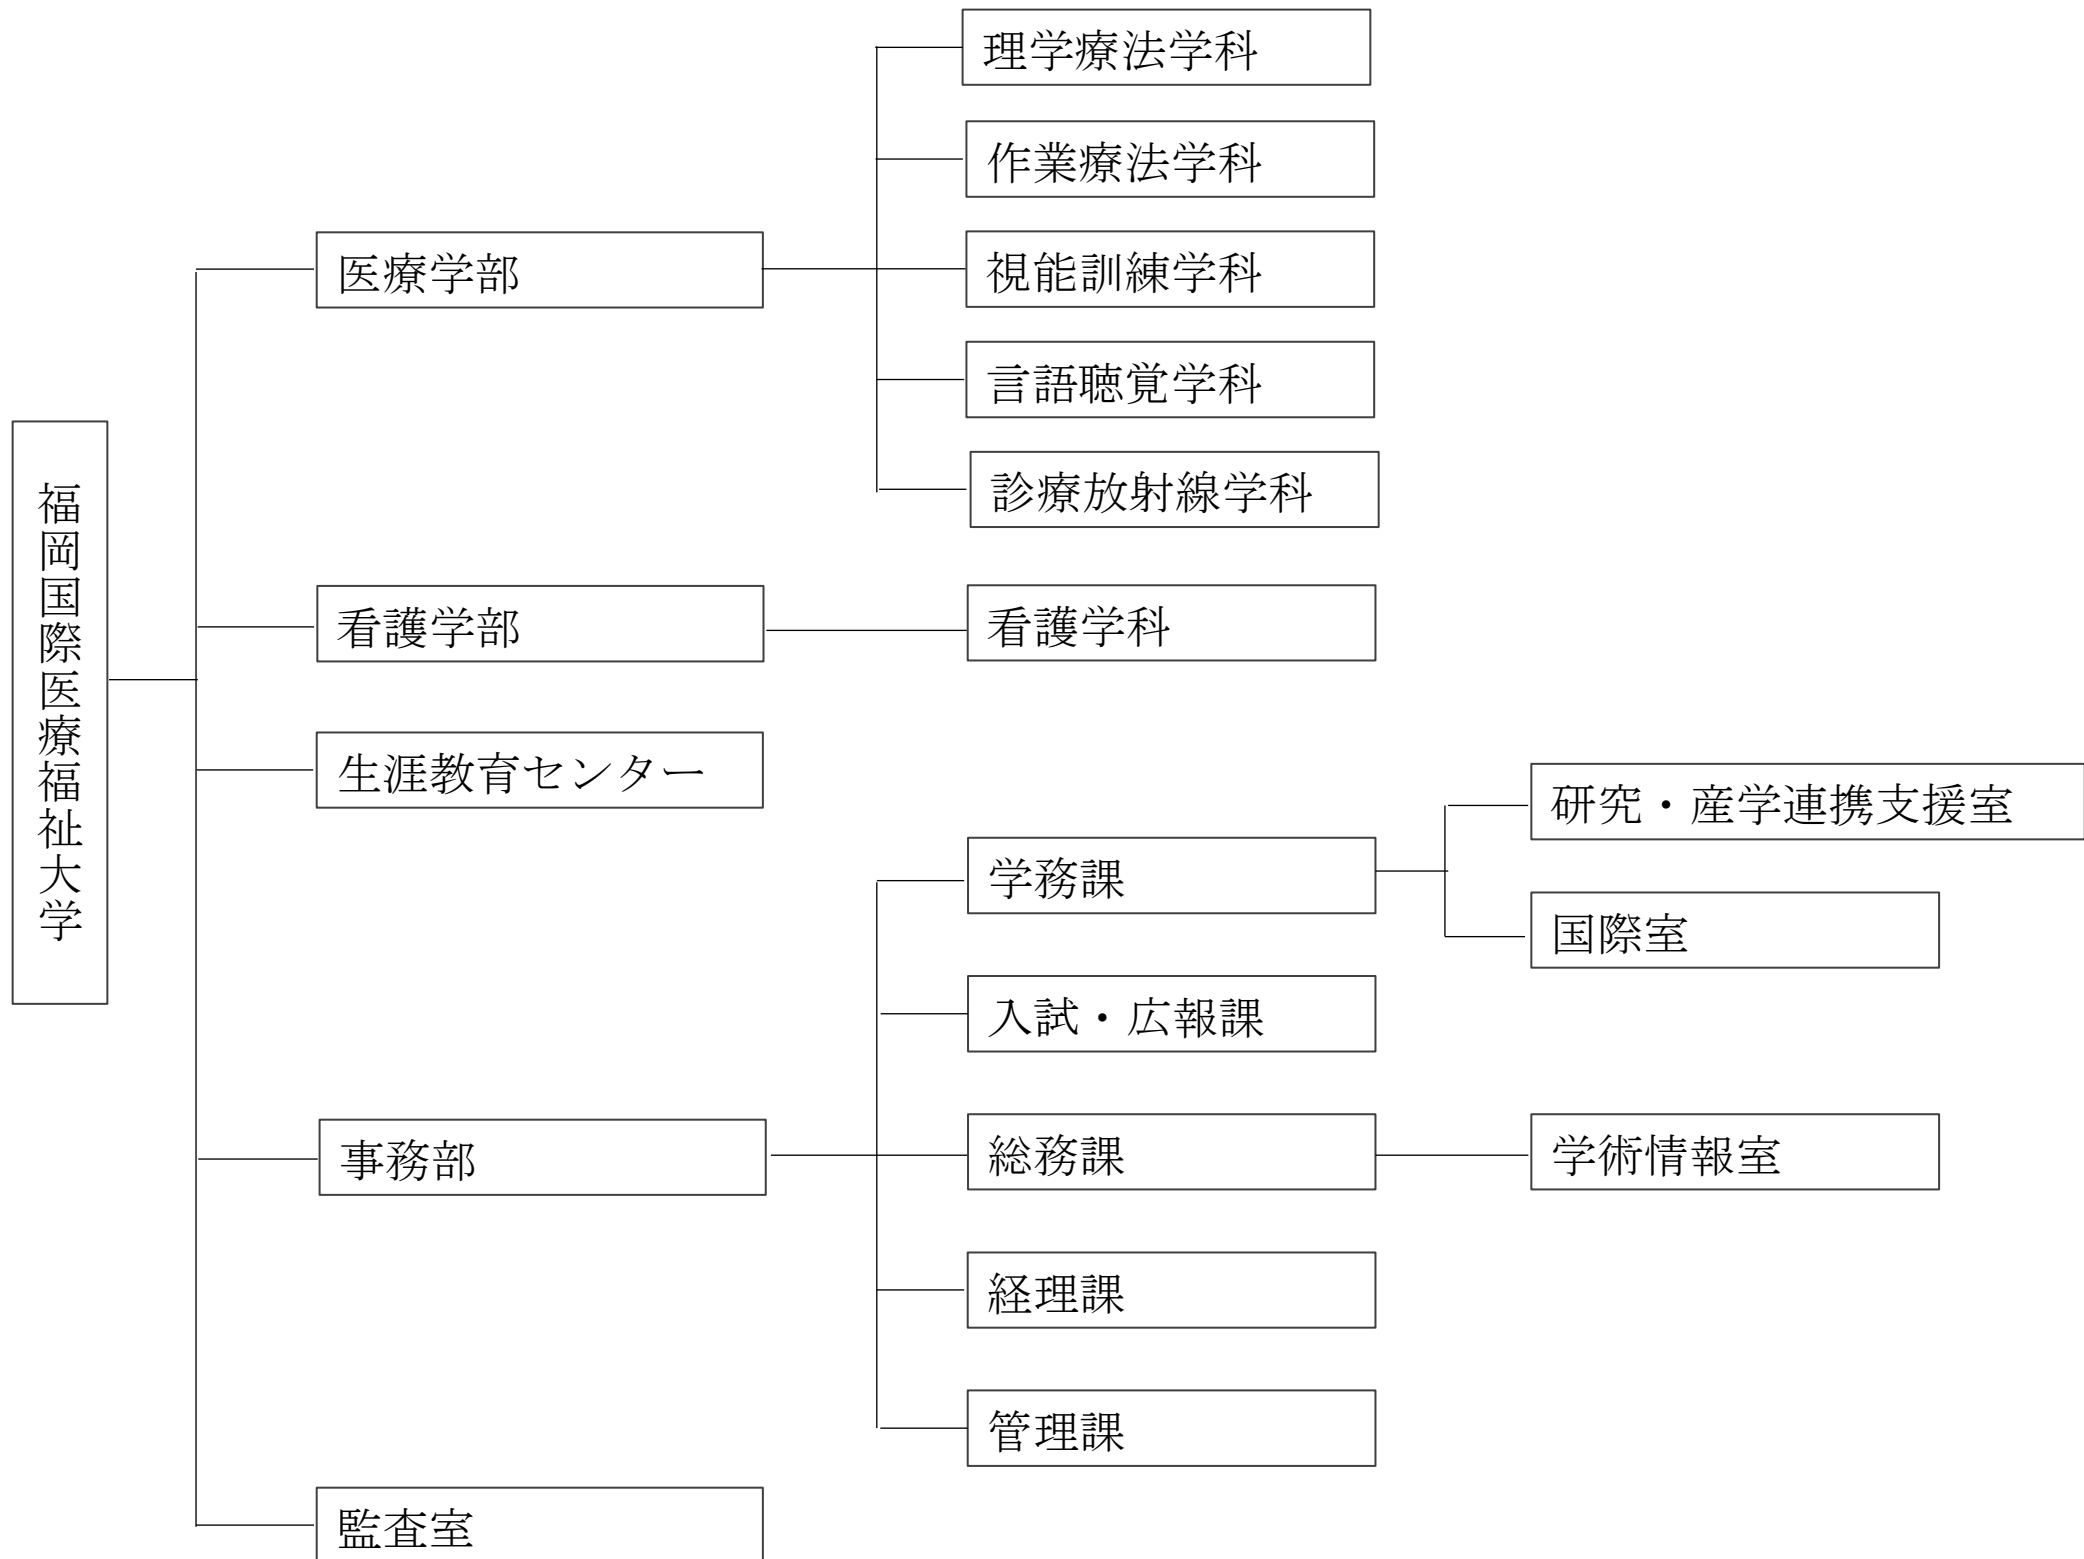 福岡国際医療福祉大学
医療学部
理学療法学科
作業療法学科
視能訓練学科
言語聴覚学科
診療放射線学科
看護学部
看護学科
生涯教育センター
事務部
学務課
研究・産学連携支援室
国際室
入試・広報課
総務課
学術情報室
経理課
管理課
監査室